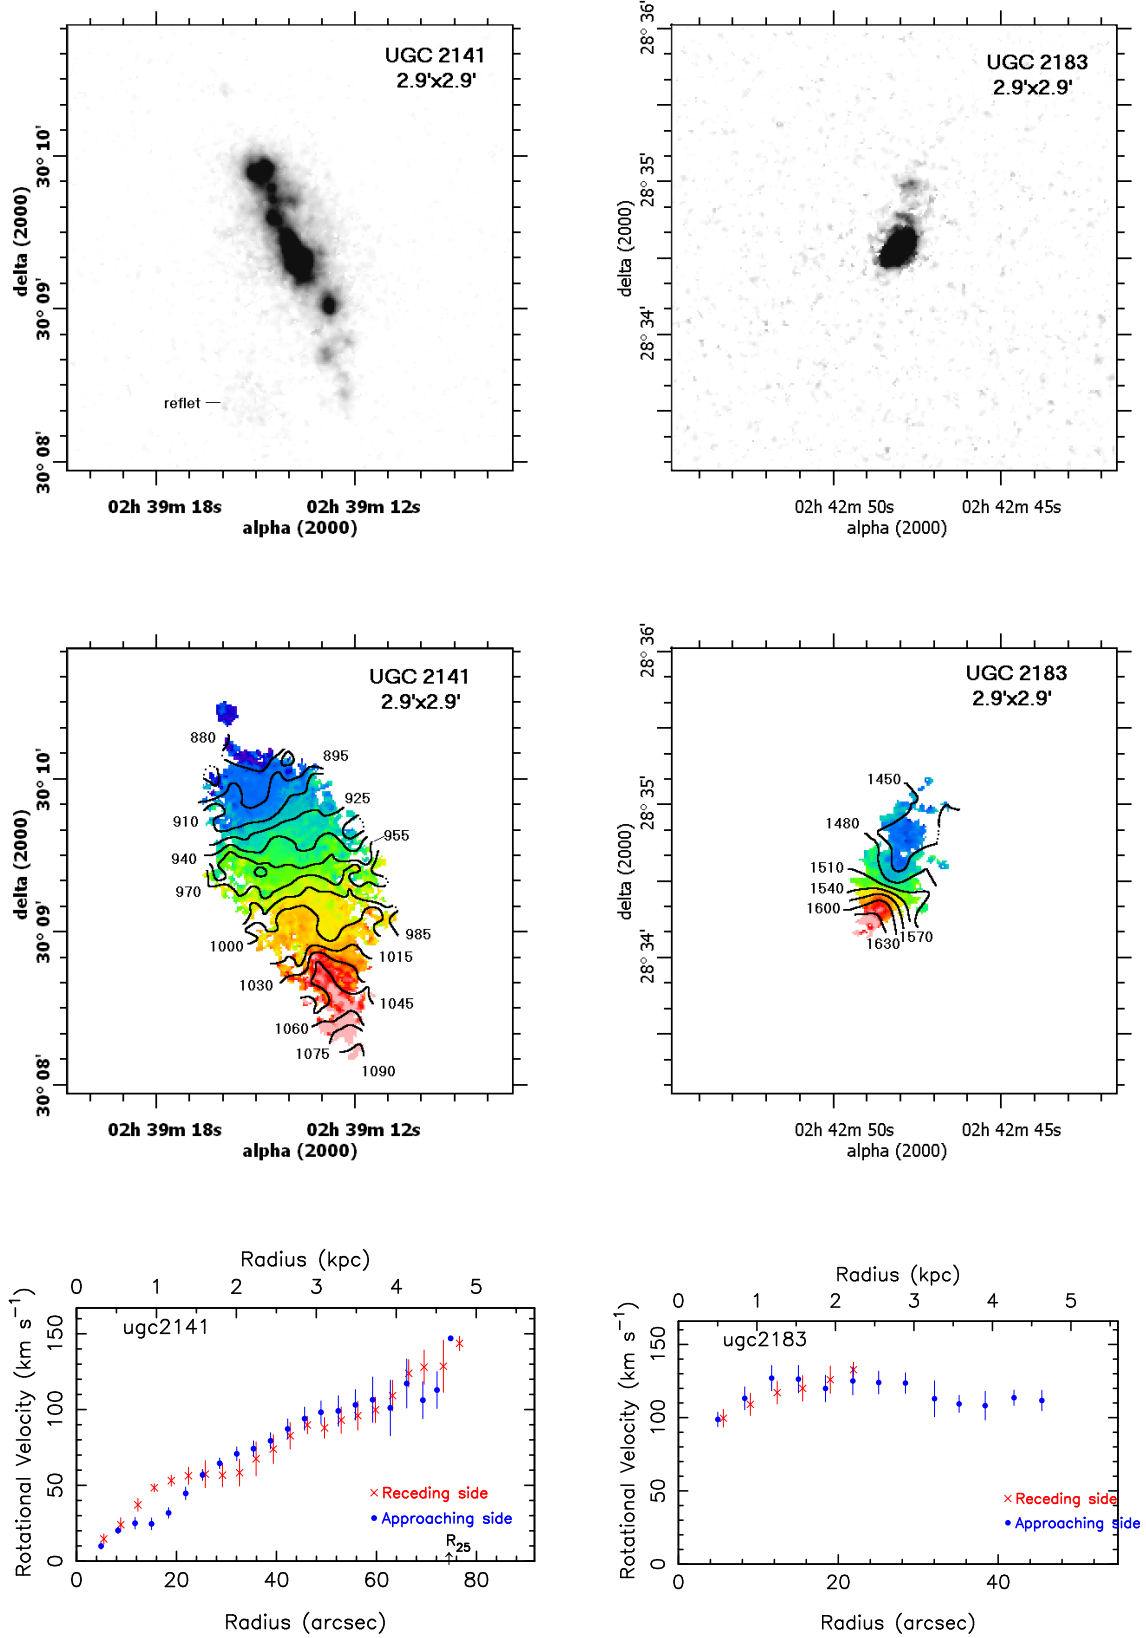 UGC 2141
2.9'x2.9'
30° 10'
30° 09'
30° 08'
delta (2000)
reflet
02h 39m 18s
02h 39m 12s
alpha (2000)
UGC 2183
2.9'x2.9'
28° 36'
28° 35'
28° 34'
delta (2000)
02h 42m 50s
02h 42m 45s
alpha (2000)
UGC 2141
2.9'x2.9'
30° 10'
30° 09'
30° 08'
delta (2000)
880
895
910
925
940
955
970
985
1000
1015
1030
1045
1060
1075
1090
02h 39m 18s
02h 39m 12s
alpha (2000)
UGC 2183
2.9'x2.9'
28° 36'
28° 35'
28° 34'
delta (2000)
1450
1480
1510
1540
1600
1630
1570
02h 42m 50s
02h 42m 45s
alpha (2000)
Radius (kpc)
0 1 2 3 4 5
ugc2141
Rotational Velocity (km s⁻¹)
150
100
50
0
× Receding side
• Approaching side
R₂₅
0 20 40 60 80
Radius (arcsec)
Radius (kpc)
0 1 2 3 4 5
ugc2183
Rotational Velocity (km s⁻¹)
150
100
50
0
× Receding side
• Approaching side
0 20 40
Radius (arcsec)